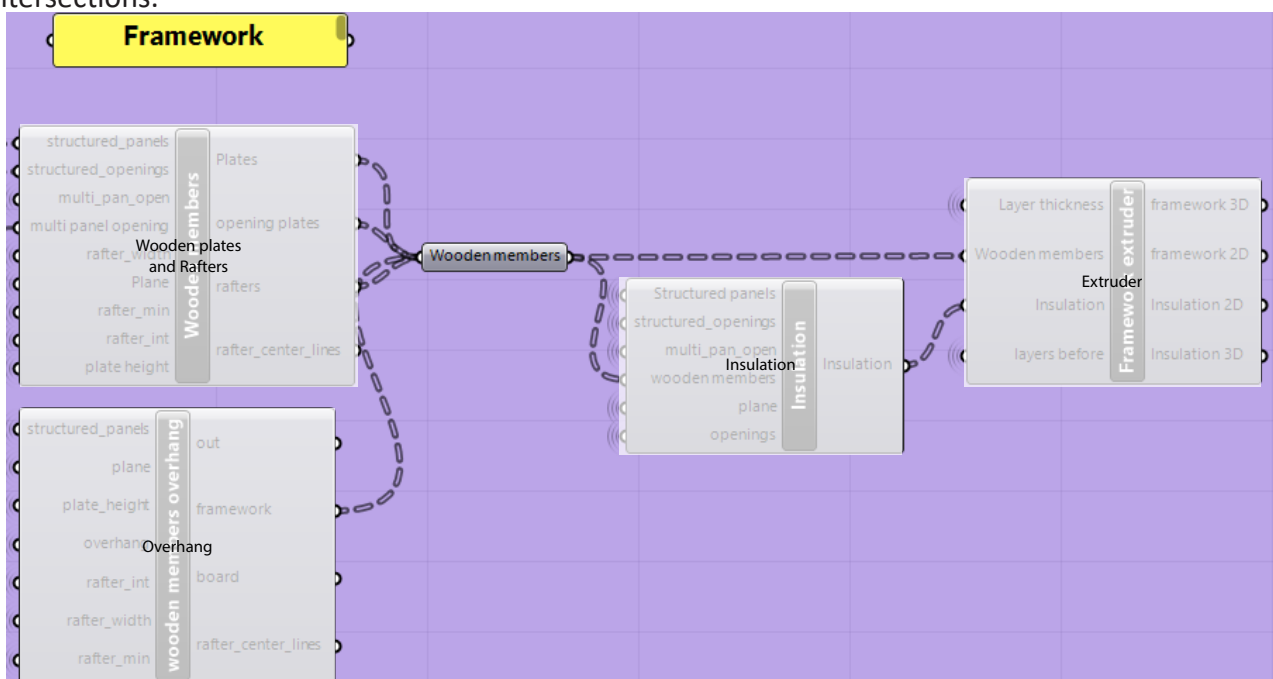 ntersections.
Framework
structured_panels
structured_openings
multi_pan_open
multi panel opening
rafter_width
Plane
rafter_min
rafter_int
plate height
Wooden members
Wooden plates
and Rafters
Plates
opening plates
rafters
rafter_center_lines
Wooden members
Structured panels
structured_openings
multi_pan_open
wooden members
plane
openings
Insulation
Insulation
Insulation
Layer thickness
Wooden members
Insulation
layers before
Framework extruder
Extruder
framework 3D
framework 2D
Insulation 2D
Insulation 3D
structured_panels
plane
plate_height
overhang
rafter_int
rafter_width
rafter_min
wooden members overhang
Overhang
out
framework
board
rafter_center_lines